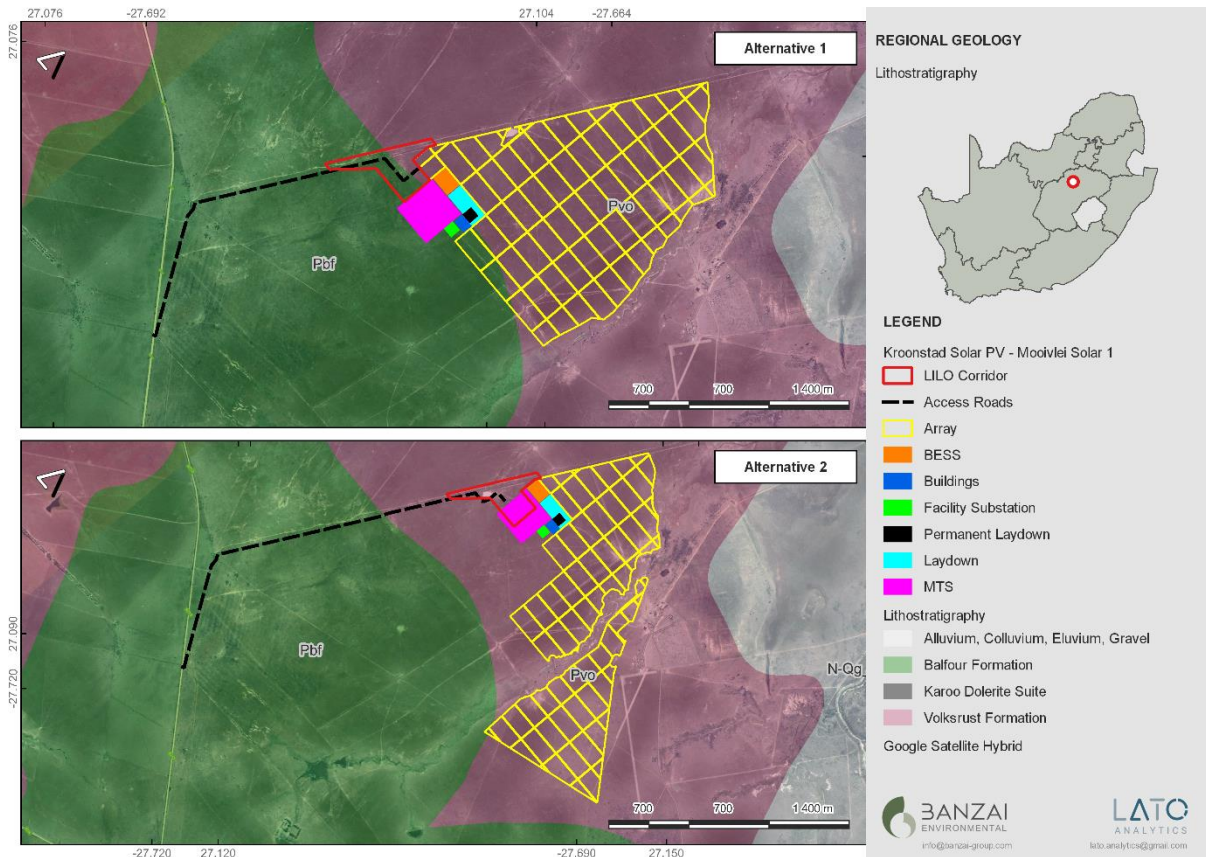 27.076
-27.692
27.104
-27.664
27.076
Alternative 1
Pvo
Pbf
700
700
1 400 m
Alternative 2
27.090
-27.720
Pbf
Pvo
N-Qg
700
700
1 400 m
-27.720
27.120
-27.690
27.150
REGIONAL GEOLOGY
Lithostratigraphy
LEGEND
Kroonstad Solar PV - Mooivlei Solar 1
LILO Corridor
Access Roads
Array
BESS
Buildings
Facility Substation
Permanent Laydown
Laydown
MTS
Lithostratigraphy
Alluvium, Colluvium, Eluvium, Gravel
Balfour Formation
Karoo Dolerite Suite
Volksrust Formation
Google Satellite Hybrid
BANZAI
ENVIRONMENTAL
info@banzai-group.com
LATO
ANALYTICS
lato.analytics@gmail.com